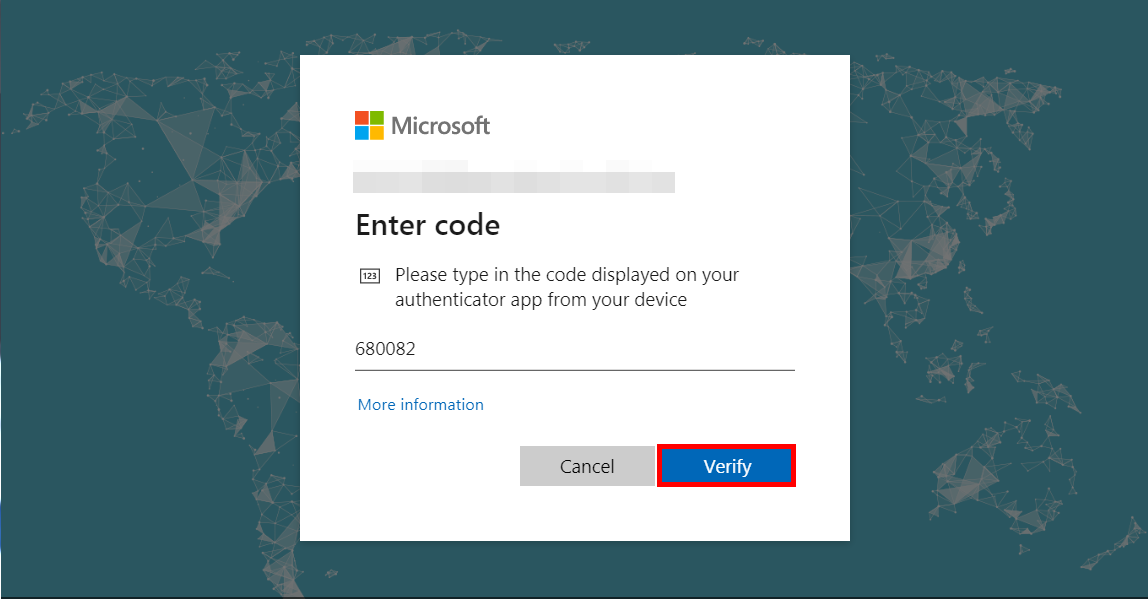 Microsoft
Enter code
123
Please type in the code displayed on your
authenticator app from your device
680082
More information
Cancel
Verify